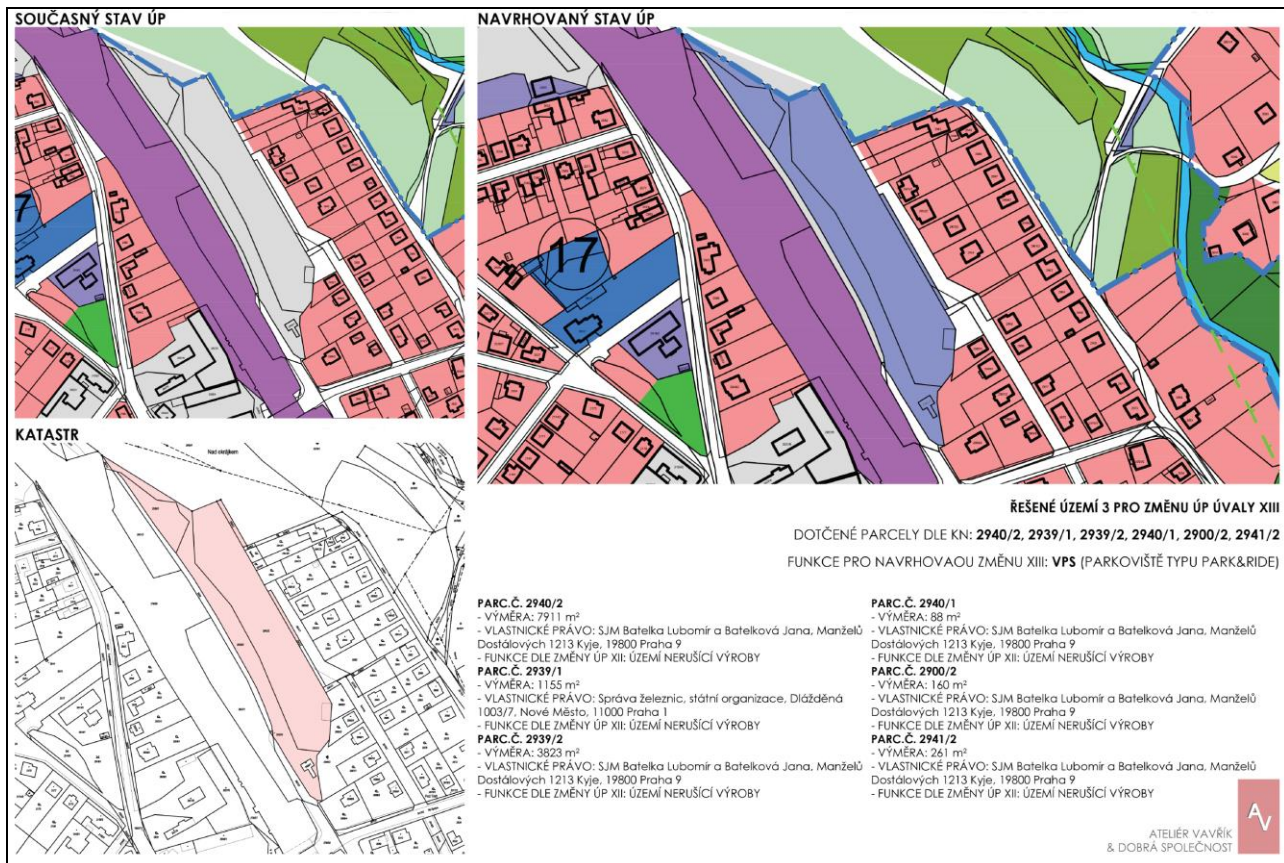 SOUČASNÝ STAV ÚP
NAVRHOVANÝ STAV ÚP
7
17
KATASTR
ŘEŠENÉ ÚZEMÍ 3 PRO ZMĚNU ÚP ÚVALY XIII
DOTČENÉ PARCELY DLE KN: 2940/2, 2939/1, 2939/2, 2940/1, 2900/2, 2941/2
FUNKCE PRO NAVRHOVAOU ZMĚNU XIII: VPS (PARKOVIŠTĚ TYPU PARK&RIDE)
PARC.Č. 2940/2
- VÝMĚRA: 7911 m²
- VLASTNICKÉ PRÁVO: SJM Batelka Lubomír a Batelková Jana, Manželů
Dostálových 1213 Kyje, 19800 Praha 9
- FUNKCE DLE ZMĚNY ÚP XII: ÚZEMÍ NERUŠÍCÍ VÝROBY
PARC.Č. 2939/1
- VÝMĚRA: 1155 m²
- VLASTNICKÉ PRÁVO: Správa železnic, státní organizace, Dlážděná
1003/7, Nové Město, 11000 Praha 1
- FUNKCE DLE ZMĚNY ÚP XII: ÚZEMÍ NERUŠÍCÍ VÝROBY
PARC.Č. 2939/2
- VÝMĚRA: 3823 m²
- VLASTNICKÉ PRÁVO: SJM Batelka Lubomír a Batelková Jana, Manželů
Dostálových 1213 Kyje, 19800 Praha 9
- FUNKCE DLE ZMĚNY ÚP XII: ÚZEMÍ NERUŠÍCÍ VÝROBY
PARC.Č. 2940/1
- VÝMĚRA: 88 m²
- VLASTNICKÉ PRÁVO: SJM Batelka Lubomír a Batelková Jana, Manželů
Dostálových 1213 Kyje, 19800 Praha 9
- FUNKCE DLE ZMĚNY ÚP XII: ÚZEMÍ NERUŠÍCÍ VÝROBY
PARC.Č. 2900/2
- VÝMĚRA: 160 m²
- VLASTNICKÉ PRÁVO: SJM Batelka Lubomír a Batelková Jana, Manželů
Dostálových 1213 Kyje, 19800 Praha 9
- FUNKCE DLE ZMĚNY ÚP XII: ÚZEMÍ NERUŠÍCÍ VÝROBY
PARC.Č. 2941/2
- VÝMĚRA: 261 m²
- VLASTNICKÉ PRÁVO: SJM Batelka Lubomír a Batelková Jana, Manželů
Dostálových 1213 Kyje, 19800 Praha 9
- FUNKCE DLE ZMĚNY ÚP XII: ÚZEMÍ NERUŠÍCÍ VÝROBY
ATELIÉR VAVŘÍK
& DOBRÁ SPOLEČNOST
AV